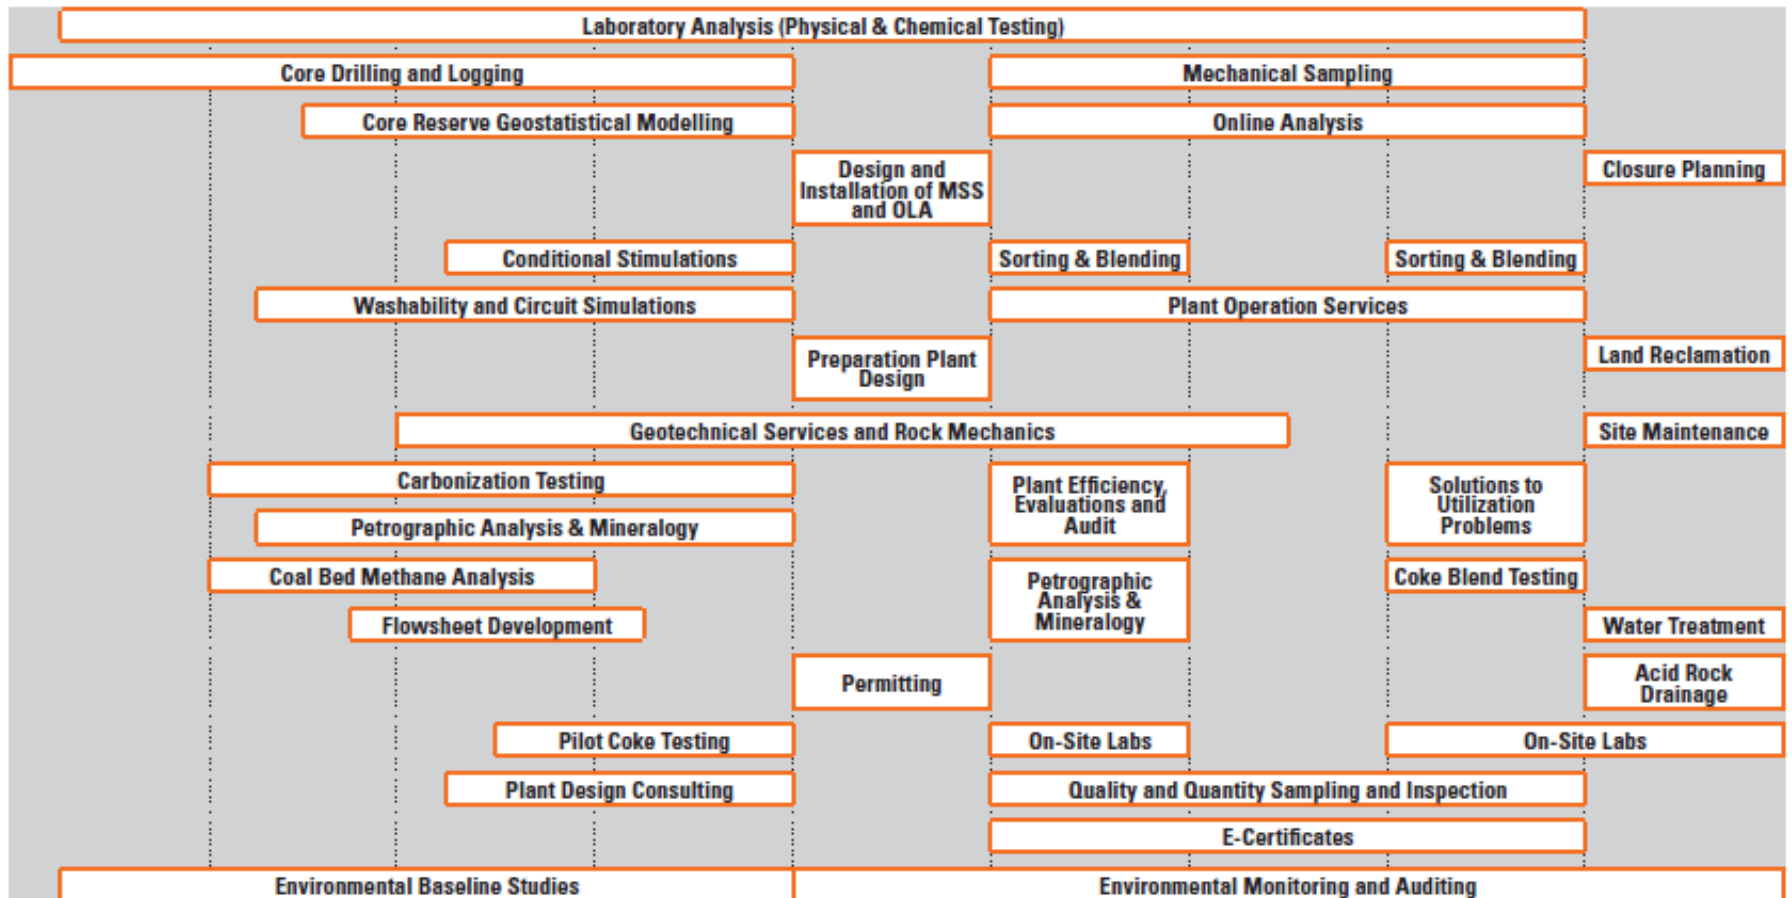 Laboratory Analysis (Physical & Chemical Testing)
Core Drilling and Logging
Mechanical Sampling
Core Reserve Geostatistical Modelling
Online Analysis
Design and
Installation of MSS
and OLA
Closure Planning
Conditional Stimulations
Sorting & Blending
Sorting & Blending
Washability and Circuit Simulations
Plant Operation Services
Preparation Plant
Design
Land Reclamation
Geotechnical Services and Rock Mechanics
Site Maintenance
Carbonization Testing
Plant Efficiency,
Evaluations and
Audit
Solutions to
Utilization
Problems
Petrographic Analysis & Mineralogy
Coal Bed Methane Analysis
Petrographic
Analysis &
Mineralogy
Coke Blend Testing
Flowsheet Development
Water Treatment
Permitting
Acid Rock
Drainage
Pilot Coke Testing
On-Site Labs
On-Site Labs
Plant Design Consulting
Quality and Quantity Sampling and Inspection
E-Certificates
Environmental Baseline Studies
Environmental Monitoring and Auditing